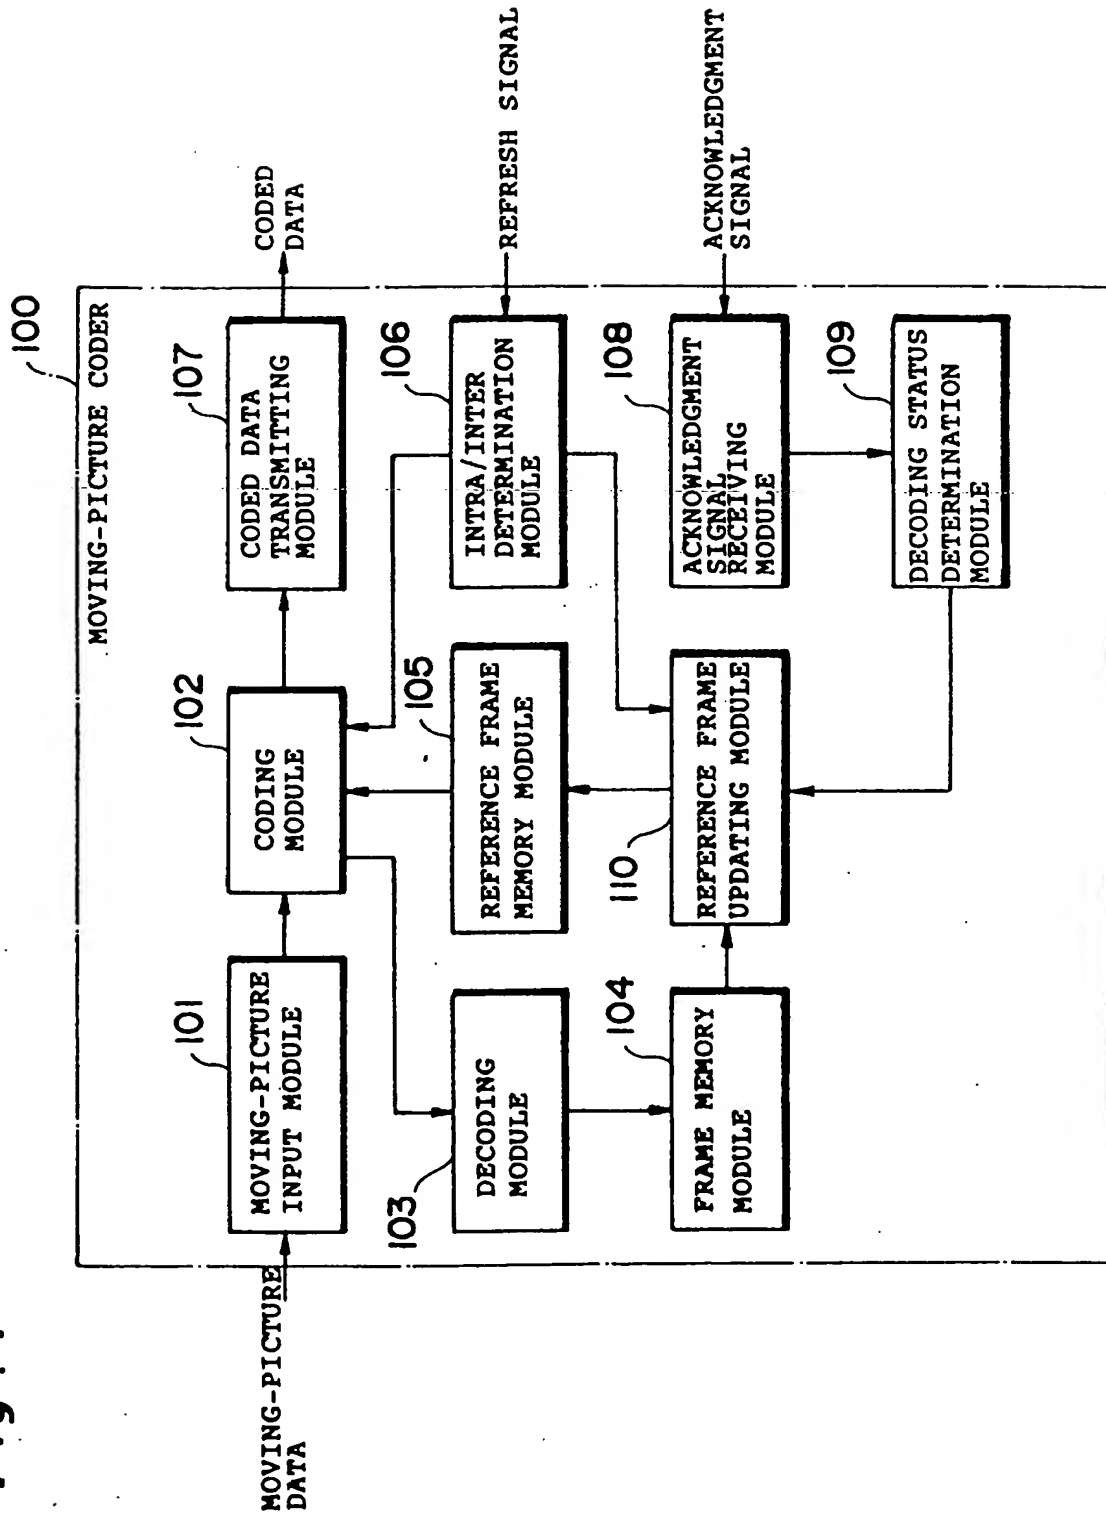 100
MOVING-PICTURE CODER
MOVING-PICTURE
DATA
101
MOVING-PICTURE
INPUT MODULE
102
CODING
MODULE
107
CODED DATA
TRANSMITTING
MODULE
CODED
DATA
103
DECODING
MODULE
105
REFERENCE FRAME
MEMORY MODULE
106
INTRA/INTER
DETERMINATION
MODULE
REFRESH SIGNAL
104
FRAME MEMORY
MODULE
110
REFERENCE FRAME
UPDATING MODULE
108
ACKNOWLEDGMENT
SIGNAL
RECEIVING
MODULE
ACKNOWLEDGMENT
SIGNAL
109
DECODING STATUS
DETERMINATION
MODULE